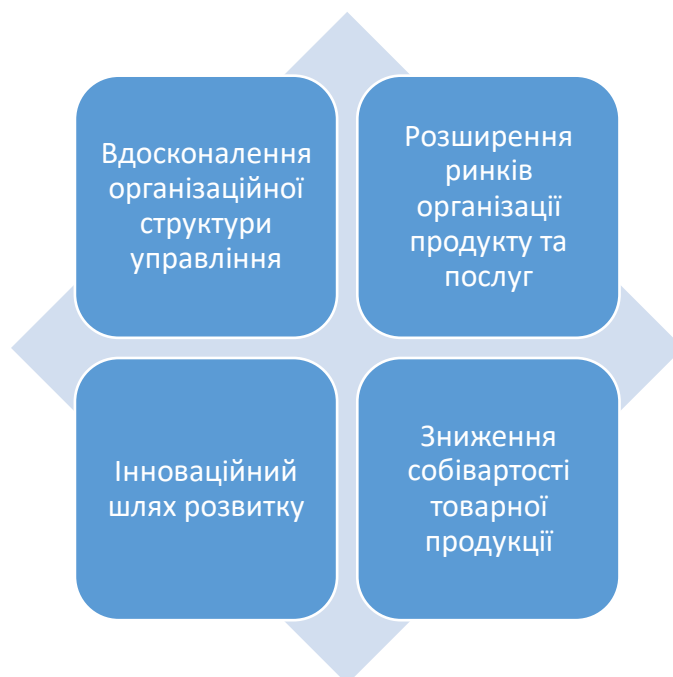 Вдосконалення
організаційної
структури
управління
Розширення
ринків
організації
продукту та
послуг
Інноваційний
шлях розвитку
Зниження
собівартості
товарної
продукції